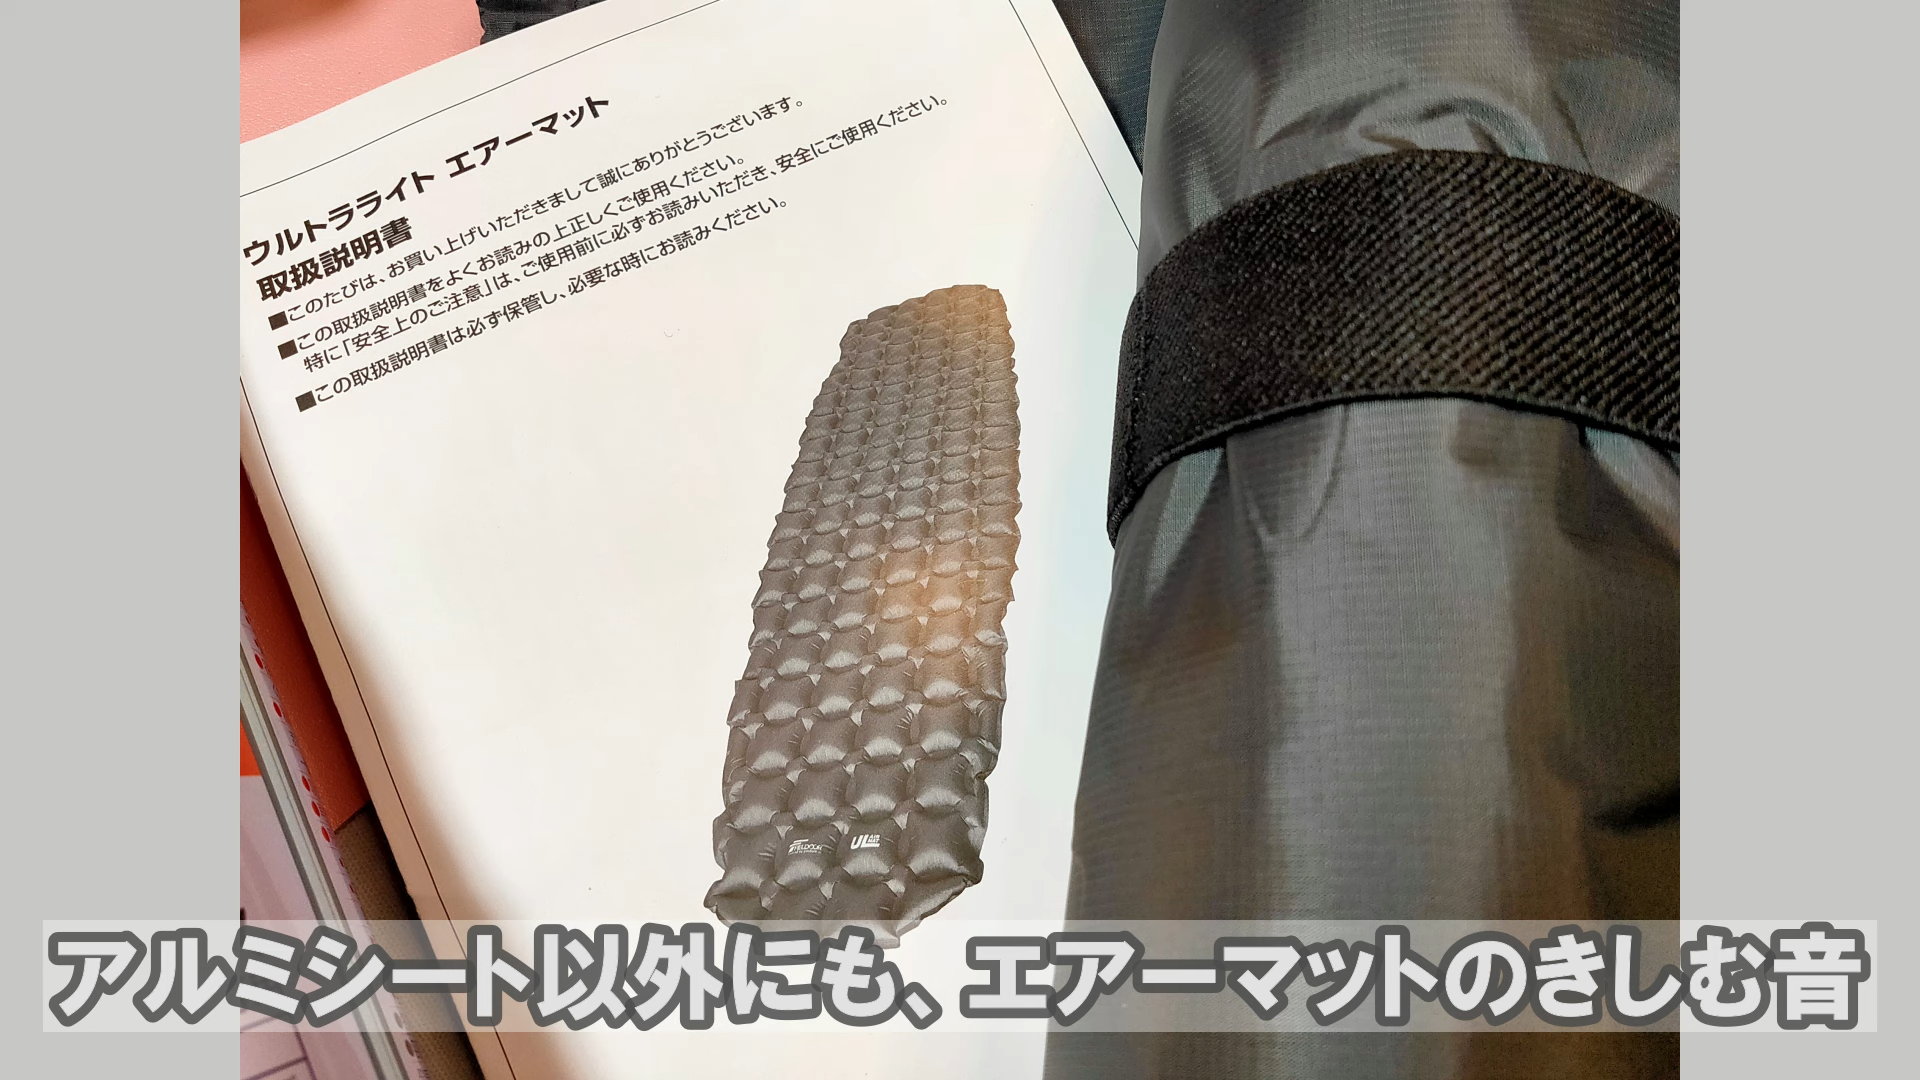 ウルトラライト エアーマット
取扱説明書
■このたびは、お買い上げいただきまして誠にありがとうございます。
■この取扱説明書をよくお読みの上正しくご使用ください。
特に「安全上のご注意」は、ご使用前に必ずお読みいただき、安全にご使用ください。
■この取扱説明書は必ず保管し、必要な時にお読みください。
UL AIR MAT
アルミシート以外にも、エアーマットのきしむ音